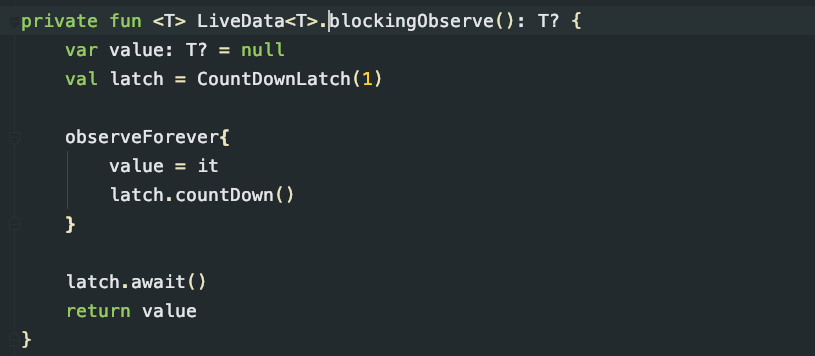 private fun <T> LiveData<T>.blockingObserve(): T? {
    var value: T? = null
    val latch = CountDownLatch(1)

    observeForever{
        value = it
        latch.countDown()
    }

    latch.await()
    return value
}